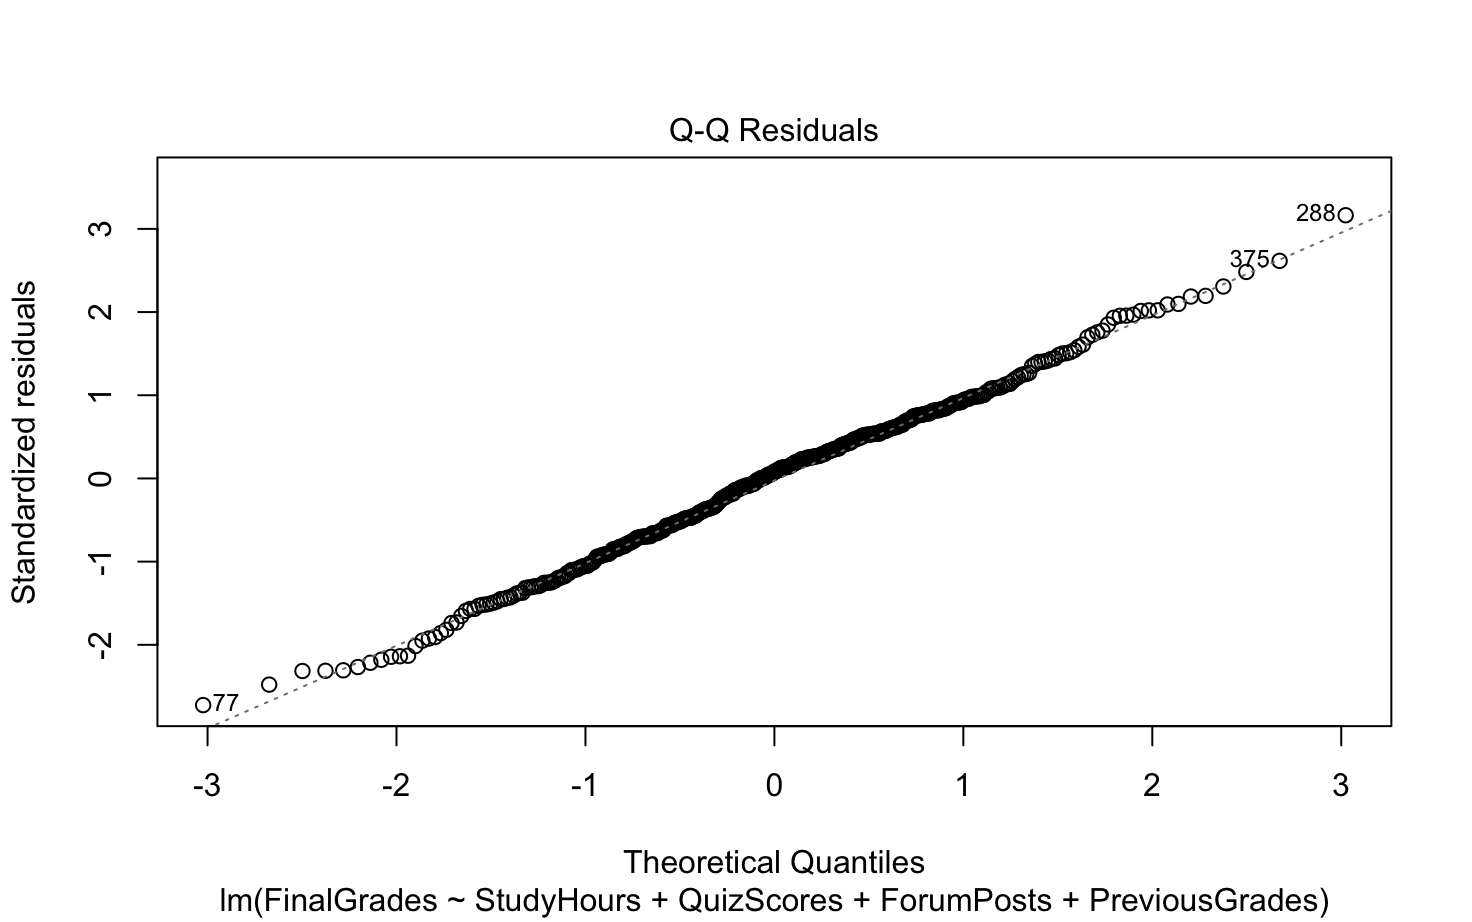 Q-Q Residuals
Standardized residuals
3
2
1
0
-1
-2
288
375
77
-3 -2 -1 0 1 2 3
Theoretical Quantiles
lm(FinalGrades ~ StudyHours + QuizScores + ForumPosts + PreviousGrades)